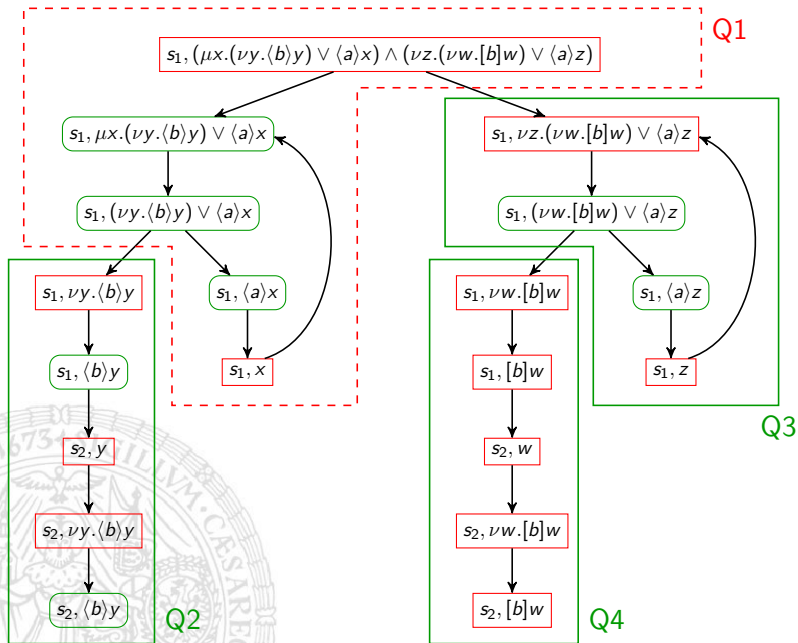 Q1
s₁, (μx.(νy.⟨b⟩y) ∨ ⟨a⟩x) ∧ (νz.(νw.[b]w) ∨ ⟨a⟩z)
s₁, μx.(νy.⟨b⟩y) ∨ ⟨a⟩x
s₁, νz.(νw.[b]w) ∨ ⟨a⟩z
s₁, (νy.⟨b⟩y) ∨ ⟨a⟩x
s₁, (νw.[b]w) ∨ ⟨a⟩z
s₁, νy.⟨b⟩y
s₁, ⟨a⟩x
s₁, νw.[b]w
s₁, ⟨a⟩z
s₁, ⟨b⟩y
s₁, x
s₁, [b]w
s₁, z
Q3
s₂, y
s₂, w
s₂, νy.⟨b⟩y
s₂, νw.[b]w
s₂, ⟨b⟩y
s₂, [b]w
Q2
Q4